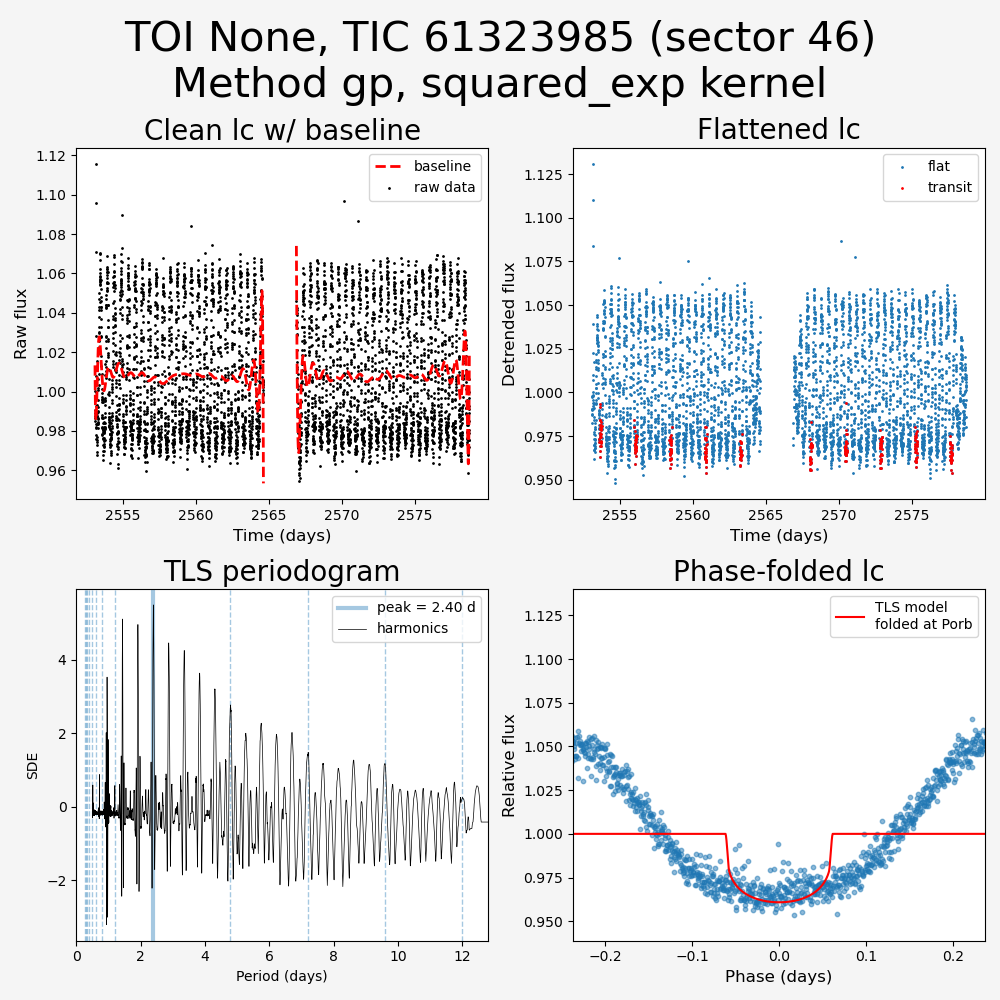 TOI None, TIC 61323985 (sector 46)
Method gp, squared_exp kernel
Clean lc w/ baseline
Flattened lc
baseline
raw data
flat
transit
1.12
1.10
1.08
1.06
1.04
1.02
1.00
0.98
0.96
Raw flux
2555
2560
2565
2570
2575
Time (days)
1.125
1.100
1.075
1.050
1.025
1.000
0.975
0.950
Detrended flux
2555
2560
2565
2570
2575
Time (days)
TLS periodogram
Phase-folded lc
peak = 2.40 d
harmonics
TLS model
folded at Porb
4
2
0
−2
SDE
0
2
4
6
8
10
12
Period (days)
1.125
1.100
1.075
1.050
1.025
1.000
0.975
0.950
Relative flux
−0.2
−0.1
0.0
0.1
0.2
Phase (days)